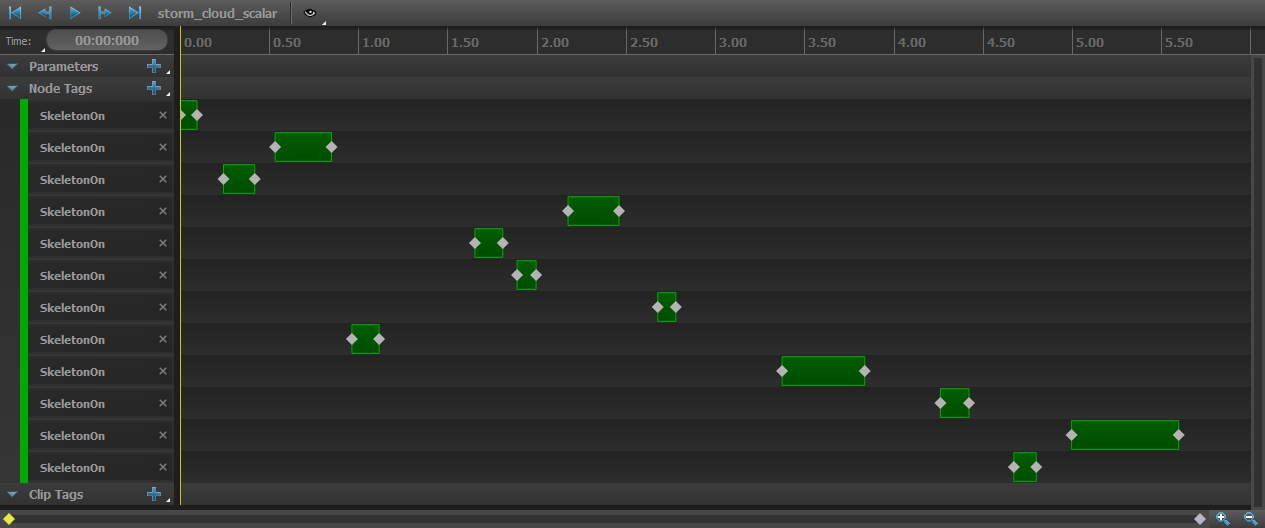 storm_cloud_scalar
Time: 00:00:000 0.00 0.50 1.00 1.50 2.00 2.50 3.00 3.50 4.00 4.50 5.00 5.50
Parameters
Node Tags
SkeletonOn
SkeletonOn
SkeletonOn
SkeletonOn
SkeletonOn
SkeletonOn
SkeletonOn
SkeletonOn
SkeletonOn
SkeletonOn
SkeletonOn
SkeletonOn
Clip Tags